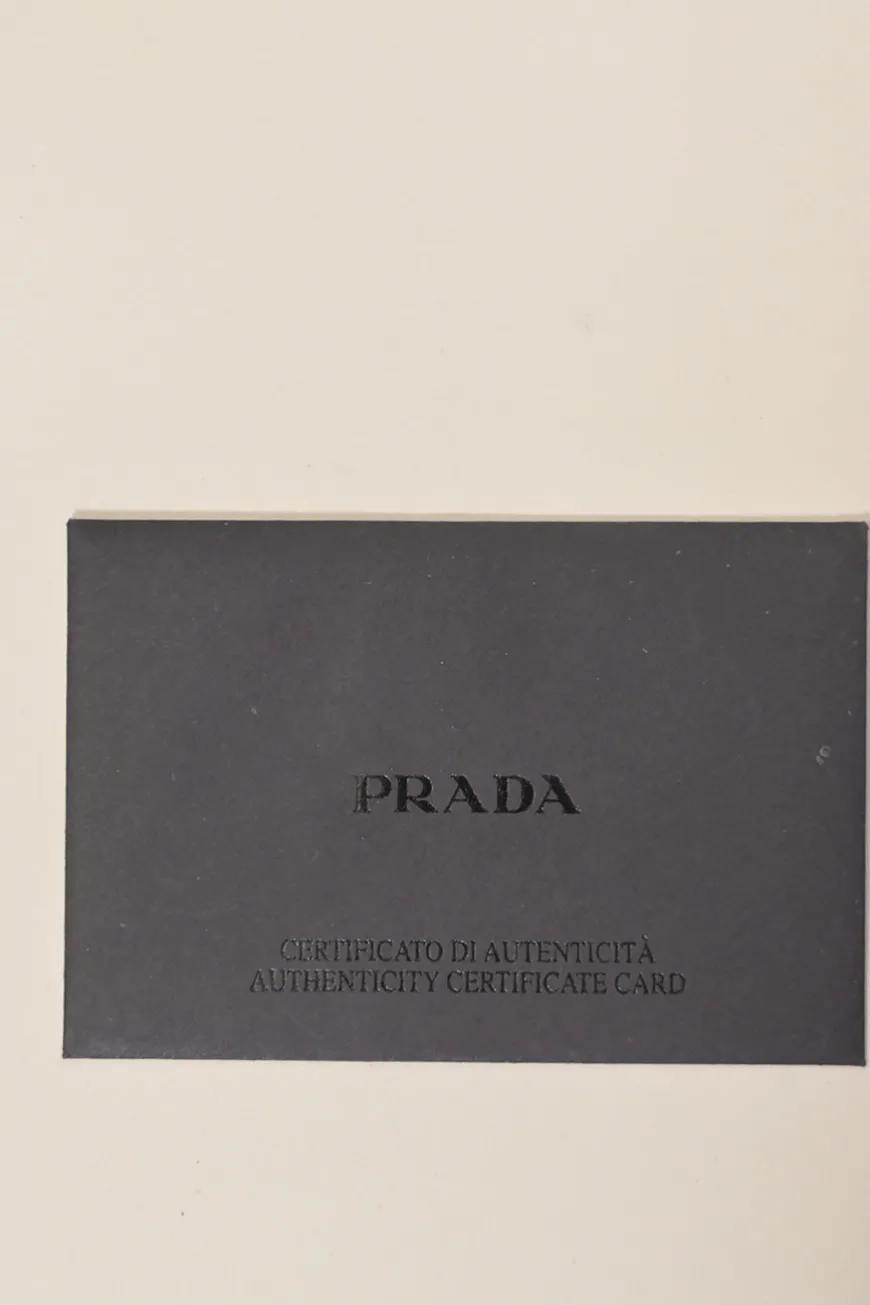 PRADA
CERTIFICATO DI AUTENTICITÀ
AUTHENTICITY CERTIFICATE CARD